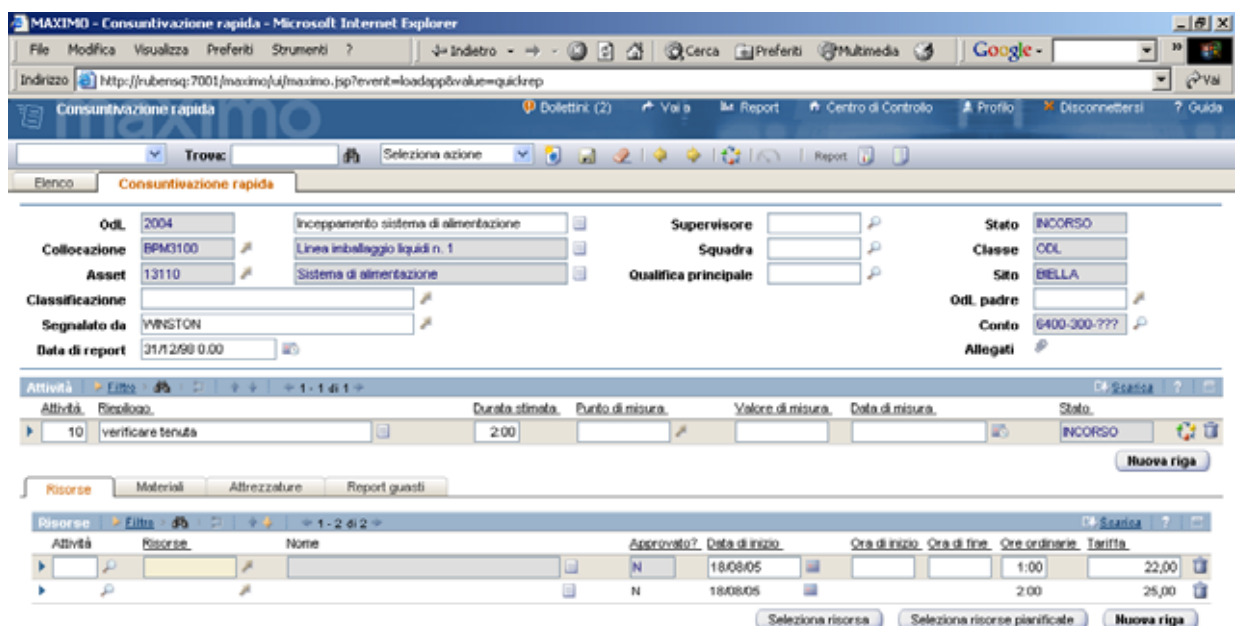 MAXIMO - Consuntivazione rapida - Microsoft Internet Explorer
File Modifica Visualizza Preferiti Strumenti ? Indietro Cerca Preferiti Multimedia Google -
Indirizzo http://rubensq:7001/maximo/ui/maximo.jsp?event=loadapp&value=quickrep Vai
Consuntivazione rapida Bollettini: (2) Vai a Report Centro di Controllo Profilo Disconnettersi ? Guida
maximo
Trova: Seleziona azione Report
Elenco Consuntivazione rapida
OdL 2004 Inceppamento sistema di alimentazione Supervisore Stato INCORSO
Collocazione BPM3100 Linea imballaggio liquidi n. 1 Squadra Classe ODL
Asset 13110 Sistema di alimentazione Qualifica principale Sito BIELLA
Classificazione OdL padre
Segnalato da WINSTON Conto 6400-300-???
Data di report 31/12/98 0.00 Allegati
Attività Filtro 1 - 1 di 1 Scarica ?
Attività Riepilogo Durata stimata Punto di misura Valore di misura Data di misura Stato
10 verificare tenuta 2:00 INCORSO
Nuova riga
Risorse Materiali Attrezzature Report guasti
Risorse Filtro 1 - 2 di 2 Scarica ?
Attività Risorse Nome Approvato? Data di inizio Ora di inizio Ora di fine Ore ordinarie Tariffa
N 18/08/05 1:00 22,00
N 18/08/05 2:00 25,00
Seleziona risorsa Seleziona risorse pianificate Nuova riga